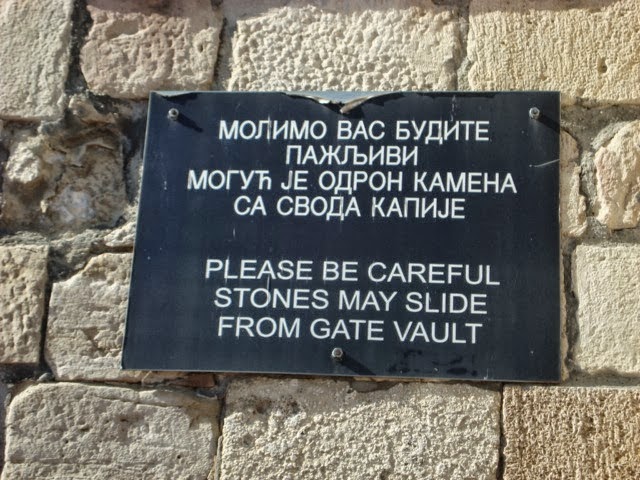 МОЛИМО ВАС БУДИТЕ
ПАЖЉИВИ
МОГУЋ ЈЕ ОДРОН КАМЕНА
СА СВОДА КАПИЈЕ
PLEASE BE CAREFUL
STONES MAY SLIDE
FROM GATE VAULT